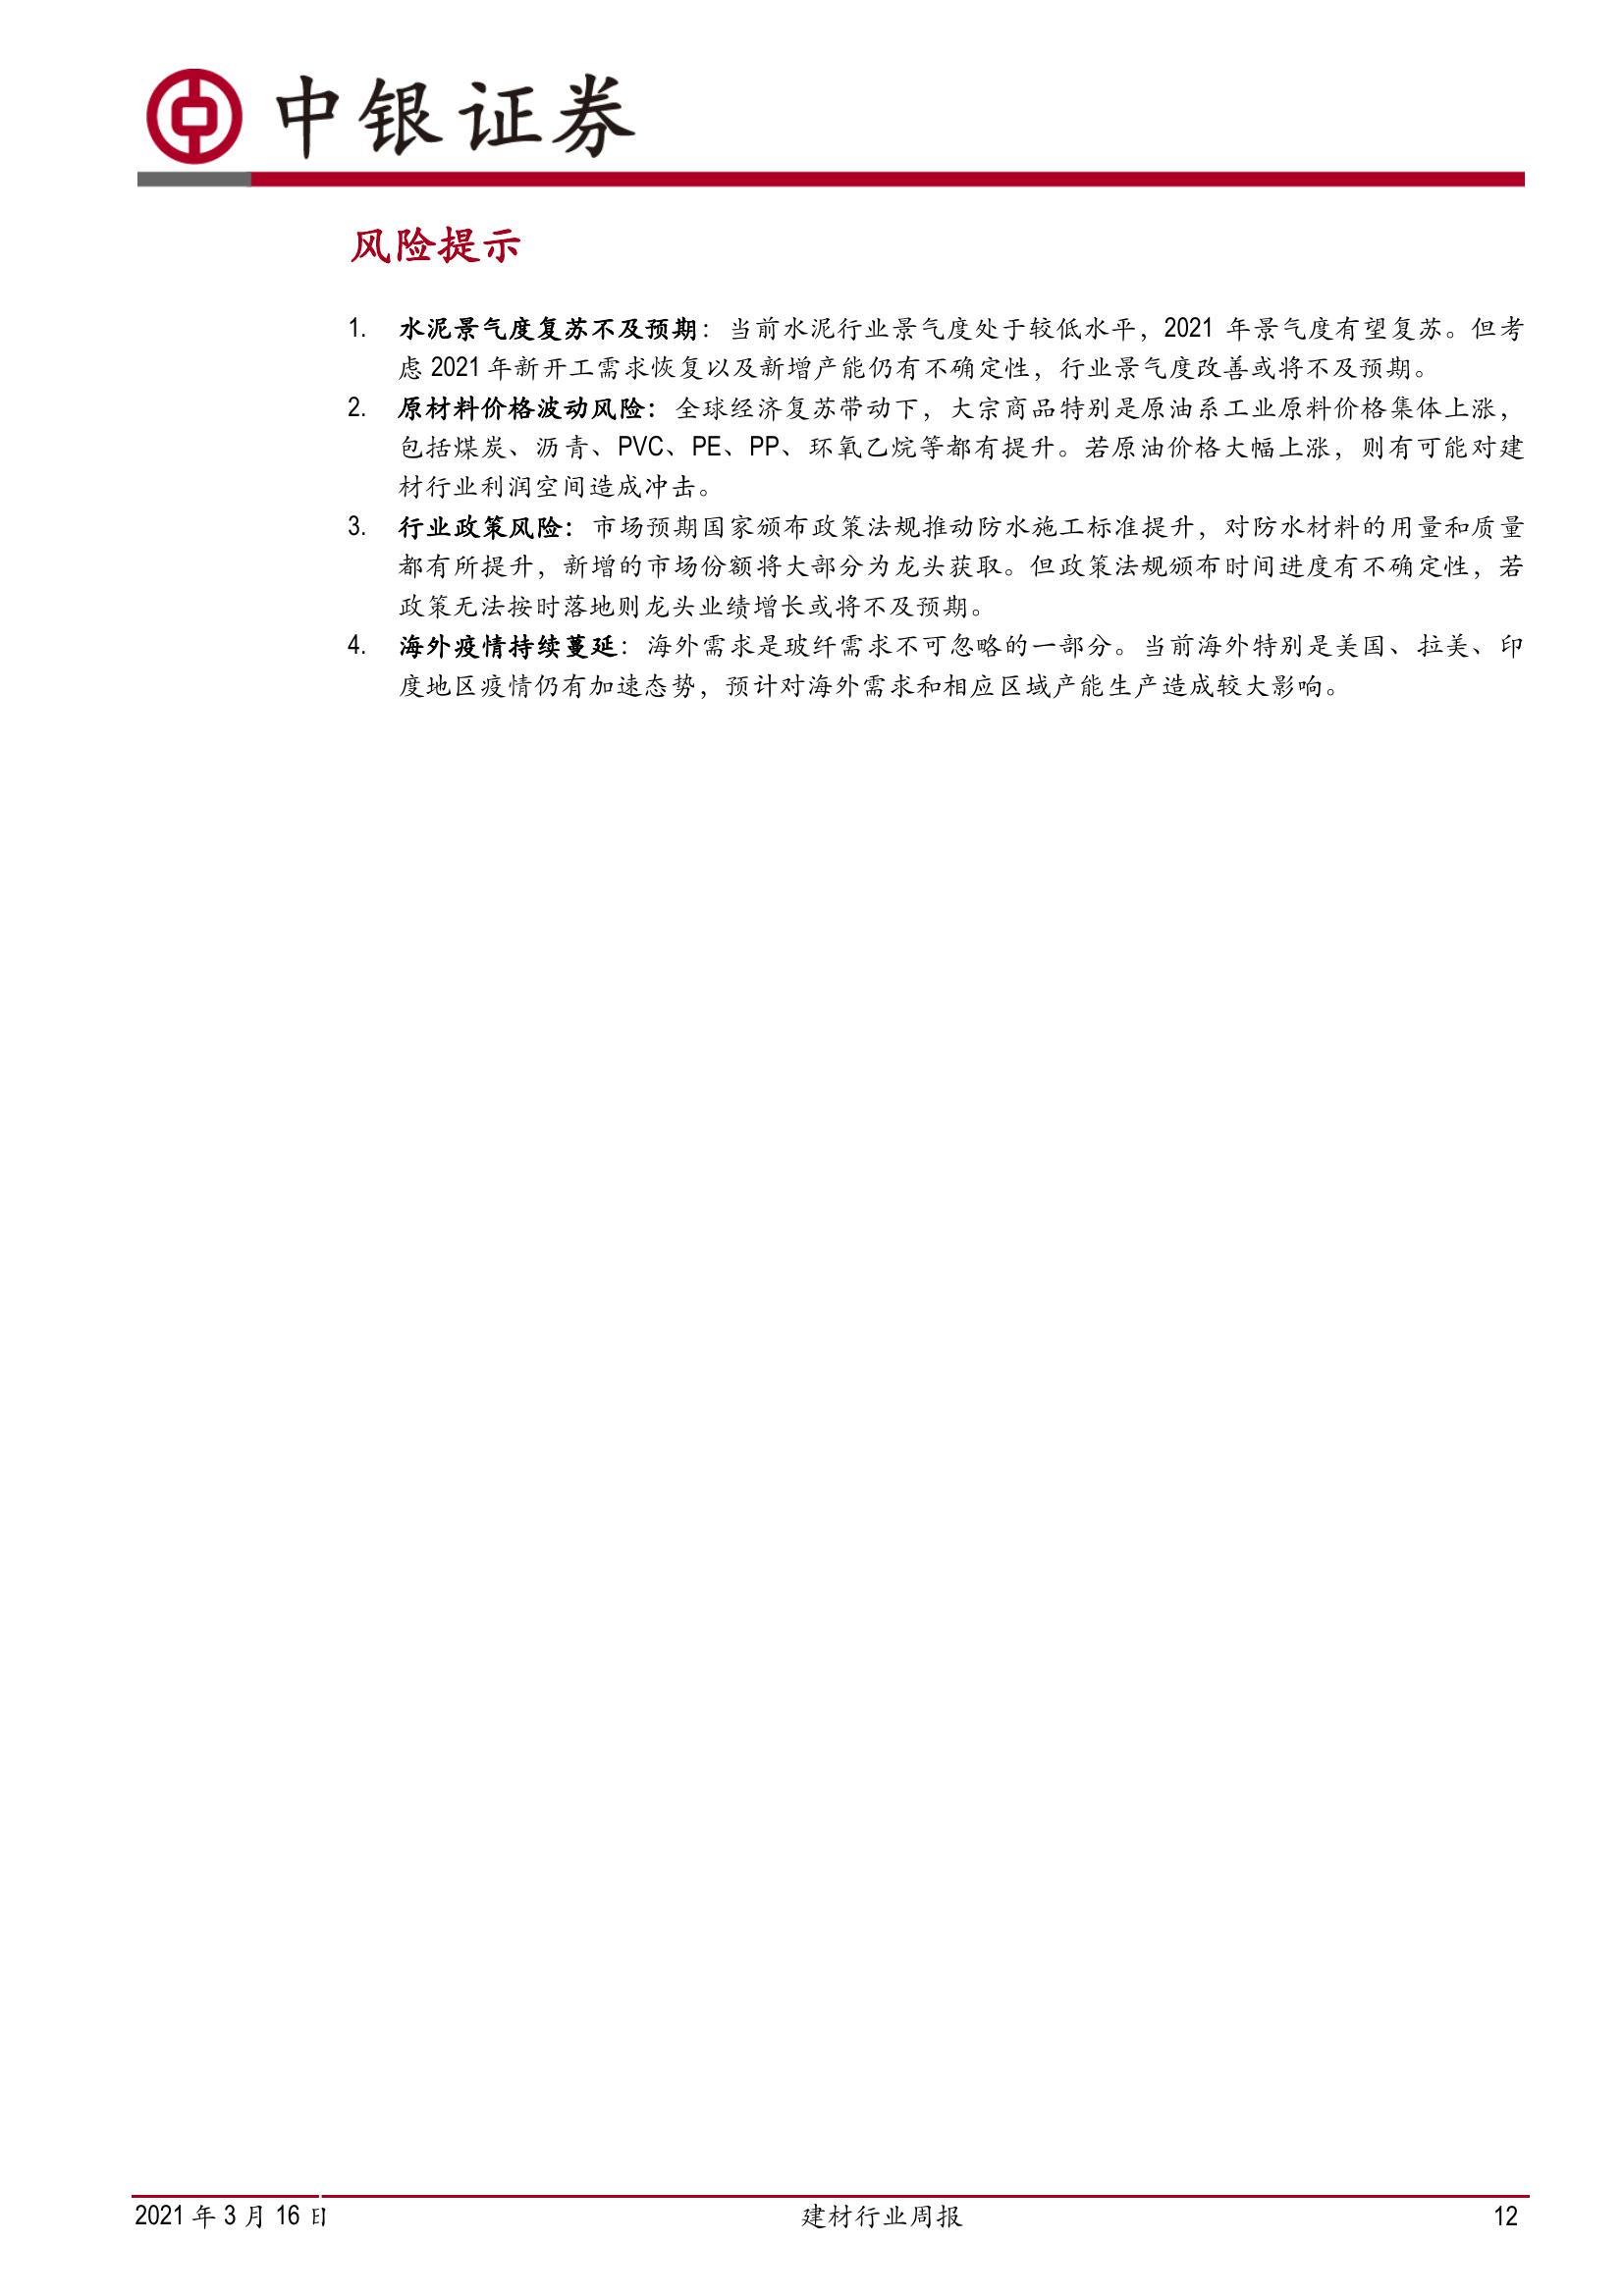 中银证券
风险提示
1. 水泥景气度复苏不及预期：当前水泥行业景气度处于较低水平，2021 年景气度有望复苏。但考
虑 2021 年新开工需求恢复以及新增产能仍有不确定性，行业景气度改善或将不及预期。
2. 原材料价格波动风险：全球经济复苏带动下，大宗商品特别是原油系工业原料价格集体上涨，
包括煤炭、沥青、PVC、PE、PP、环氧乙烷等都有提升。若原油价格大幅上涨，则有可能对建
材行业利润空间造成冲击。
3. 行业政策风险：市场预期国家颁布政策法规推动防水施工标准提升，对防水材料的用量和质量
都有所提升，新增的市场份额将大部分为龙头获取。但政策法规颁布时间进度有不确定性，若
政策无法按时落地则龙头业绩增长或将不及预期。
4. 海外疫情持续蔓延：海外需求是玻纤需求不可忽略的一部分。当前海外特别是美国、拉美、印
度地区疫情仍有加速态势，预计对海外需求和相应区域产能生产造成较大影响。
2021 年 3 月 16 日 建材行业周报 12